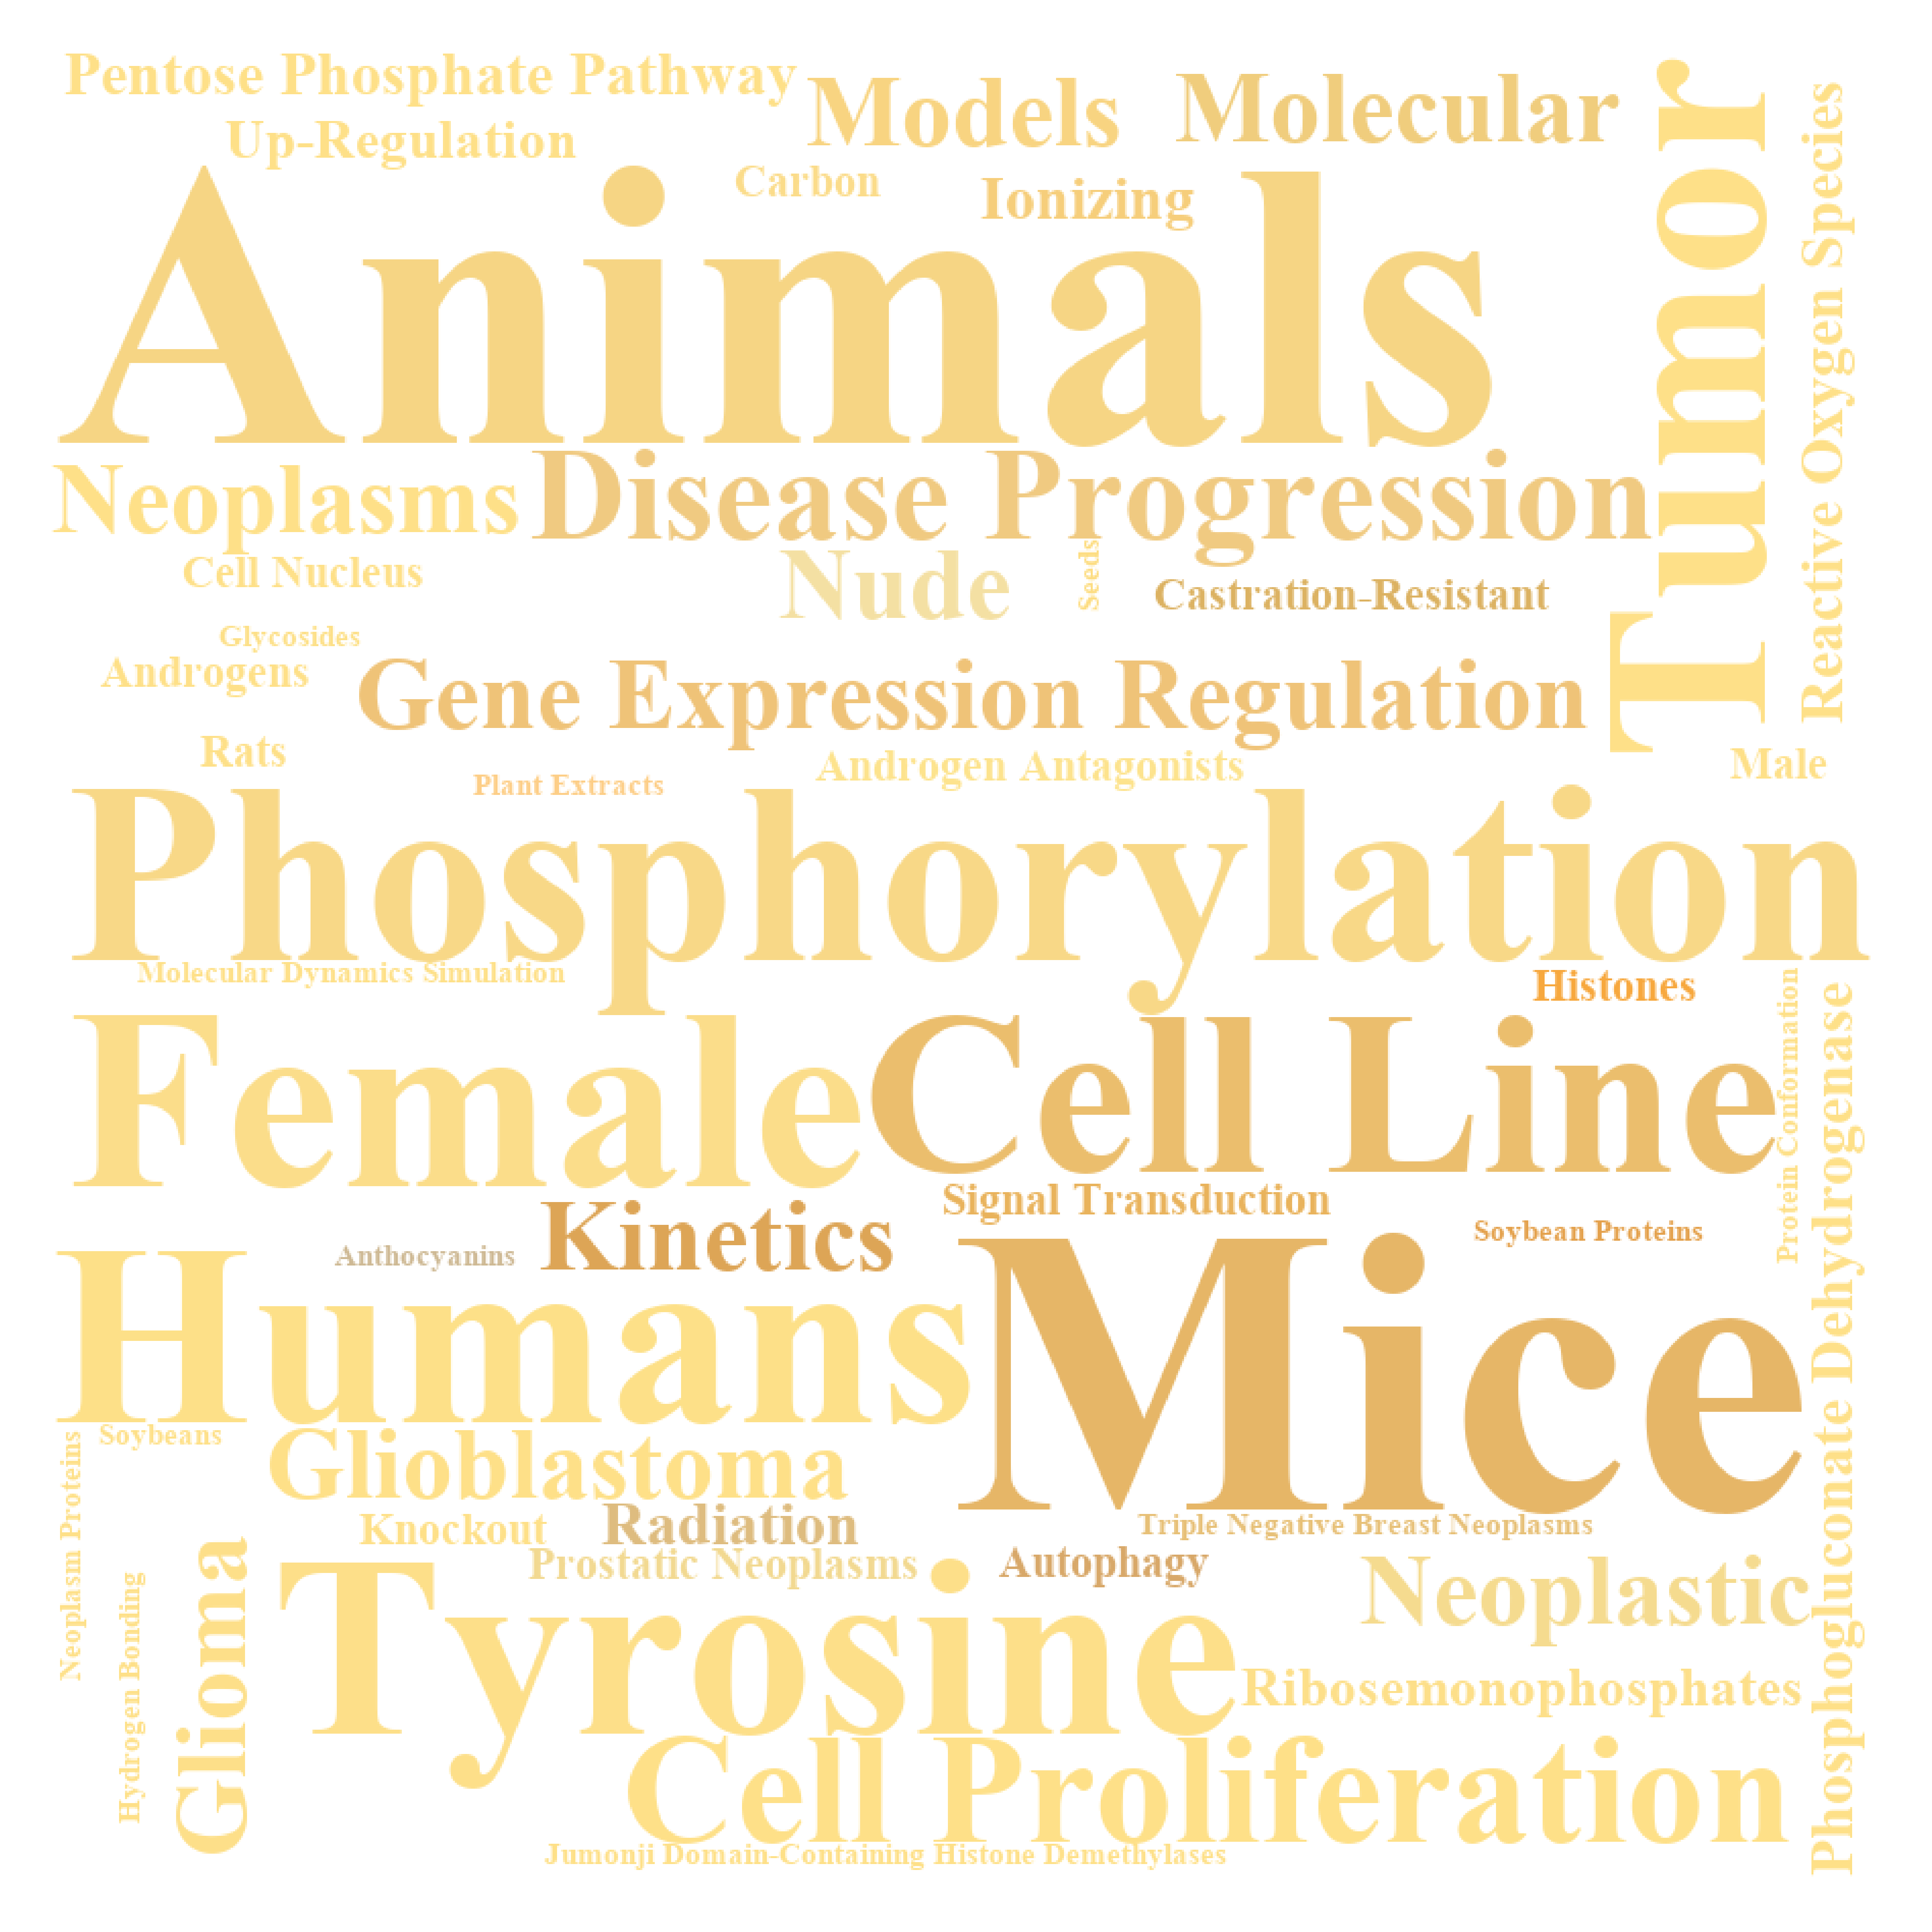 Pentose Phosphate Pathway
Models
Molecular
Tumor
Reactive Oxygen Species
Up-Regulation
Carbon
Ionizing
Animals
Neoplasms
Disease Progression
Cell Nucleus
Nude
Seeds
Castration-Resistant
Glycosides
Androgens
Gene Expression Regulation
Rats
Plant Extracts
Androgen Antagonists
Male
Phosphorylation
Molecular Dynamics Simulation
Histones
Protein Conformation
Phosphogluconate Dehydrogenase
Female
Cell Line
Signal Transduction
Kinetics
Anthocyanins
Soybean Proteins
Humans
Mice
Soybeans
Neoplasm Proteins
Glioblastoma
Knockout
Radiation
Triple Negative Breast Neoplasms
Prostatic Neoplasms
Autophagy
Neoplastic
Hydrogen Bonding
Glioma
Tyrosine
Ribosemonophosphates
Cell Proliferation
Jumonji Domain-Containing Histone Demethylases